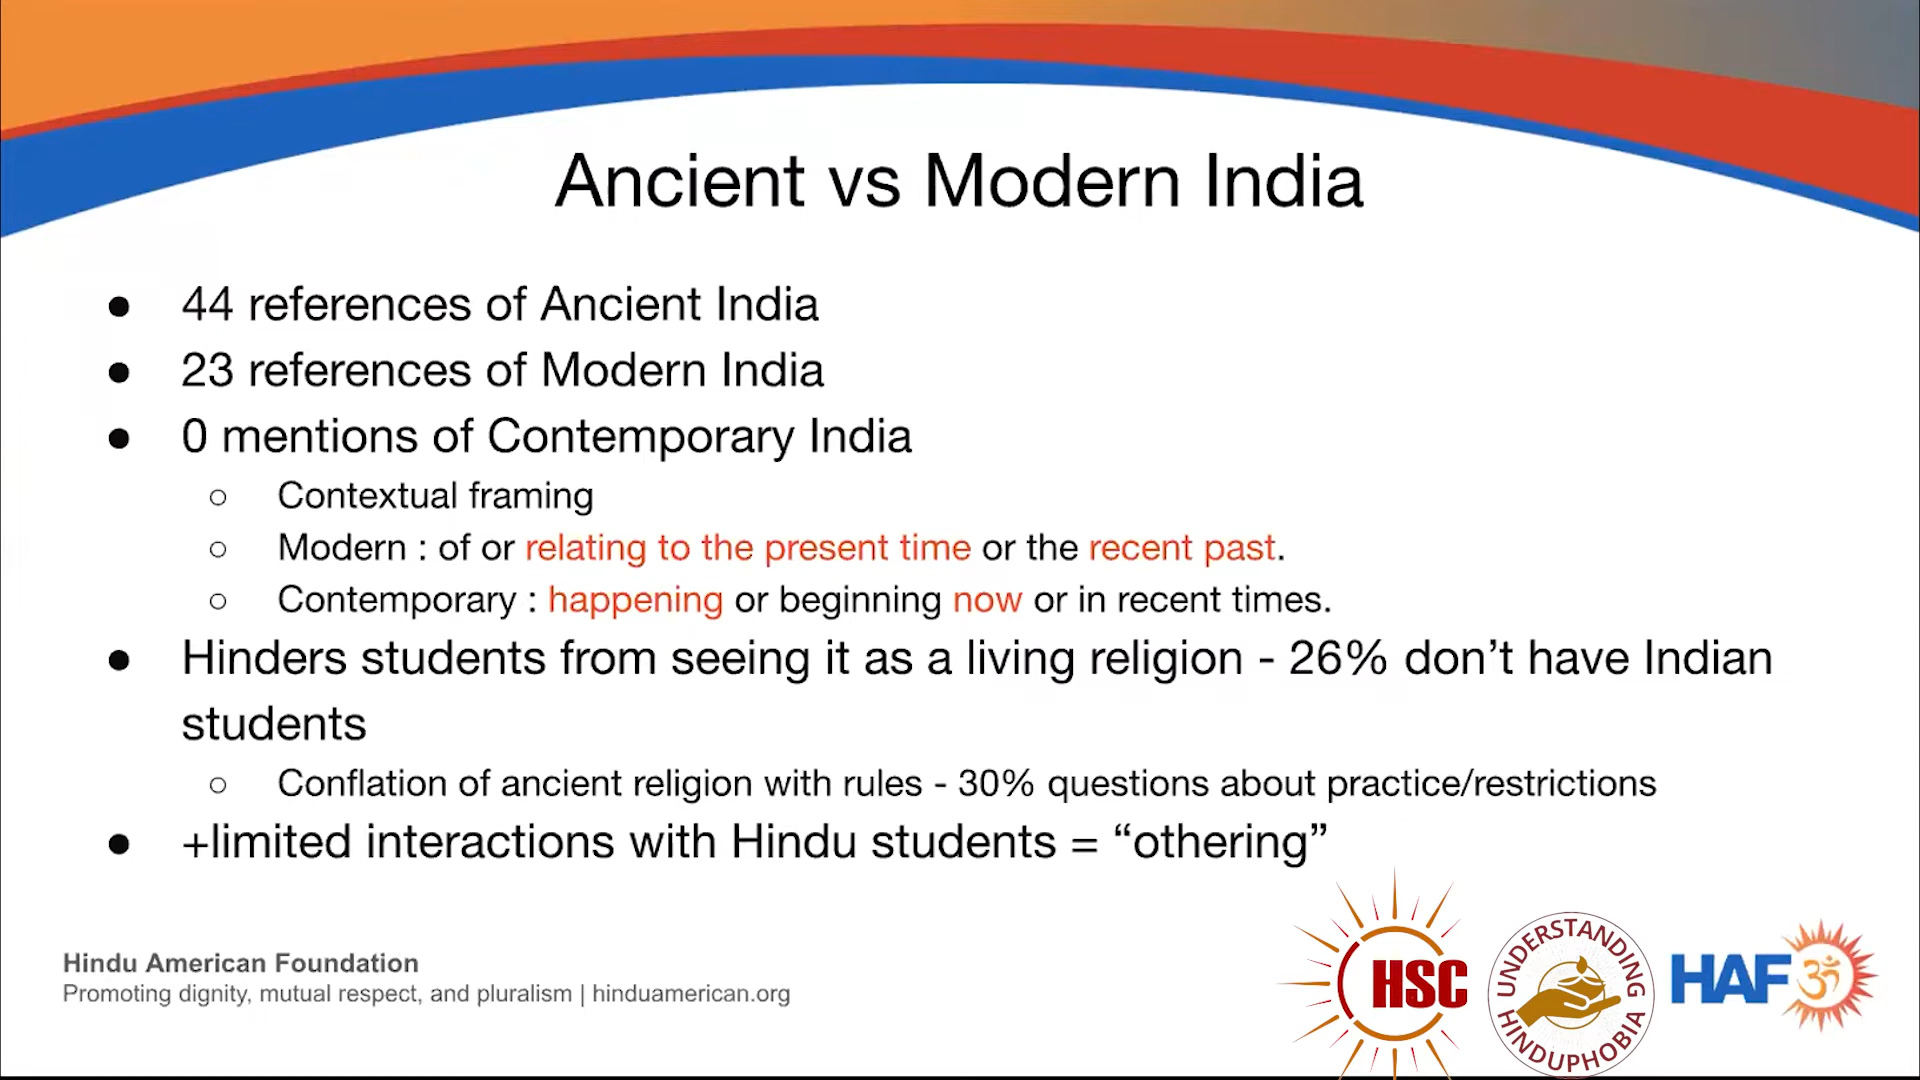 Ancient vs Modern India
● 44 references of Ancient India
● 23 references of Modern India
● 0 mentions of Contemporary India
○ Contextual framing
○ Modern : of or relating to the present time or the recent past.
○ Contemporary : happening or beginning now or in recent times.
● Hinders students from seeing it as a living religion - 26% don’t have Indian
students
○ Conflation of ancient religion with rules - 30% questions about practice/restrictions
● +limited interactions with Hindu students = “othering”
Hindu American Foundation
Promoting dignity, mutual respect, and pluralism | hinduamerican.org
HSC
UNDERSTANDING
HINDUPHOBIA
HAF ॐ